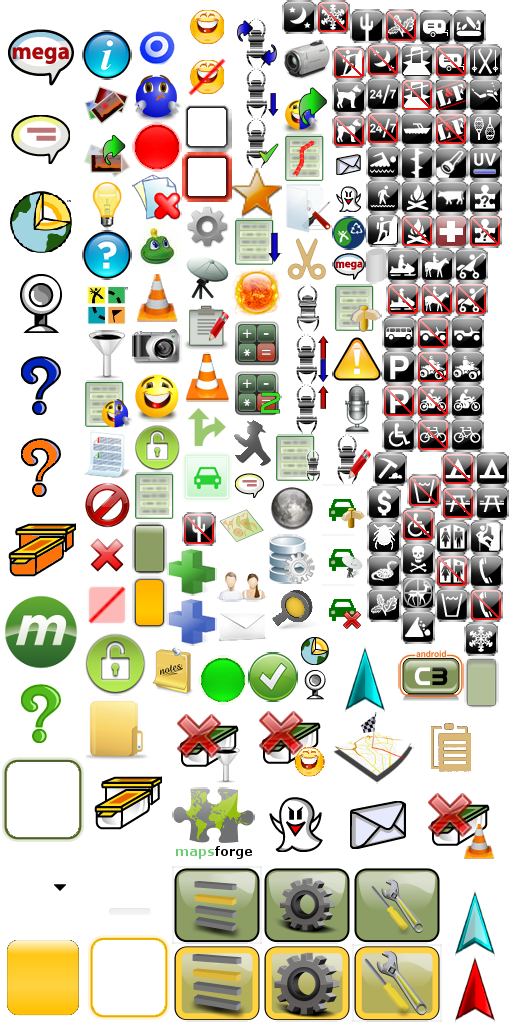 mega
24/7
24/7
UV
mega
P
P
$
notes:
m
android
C3
mapsforge